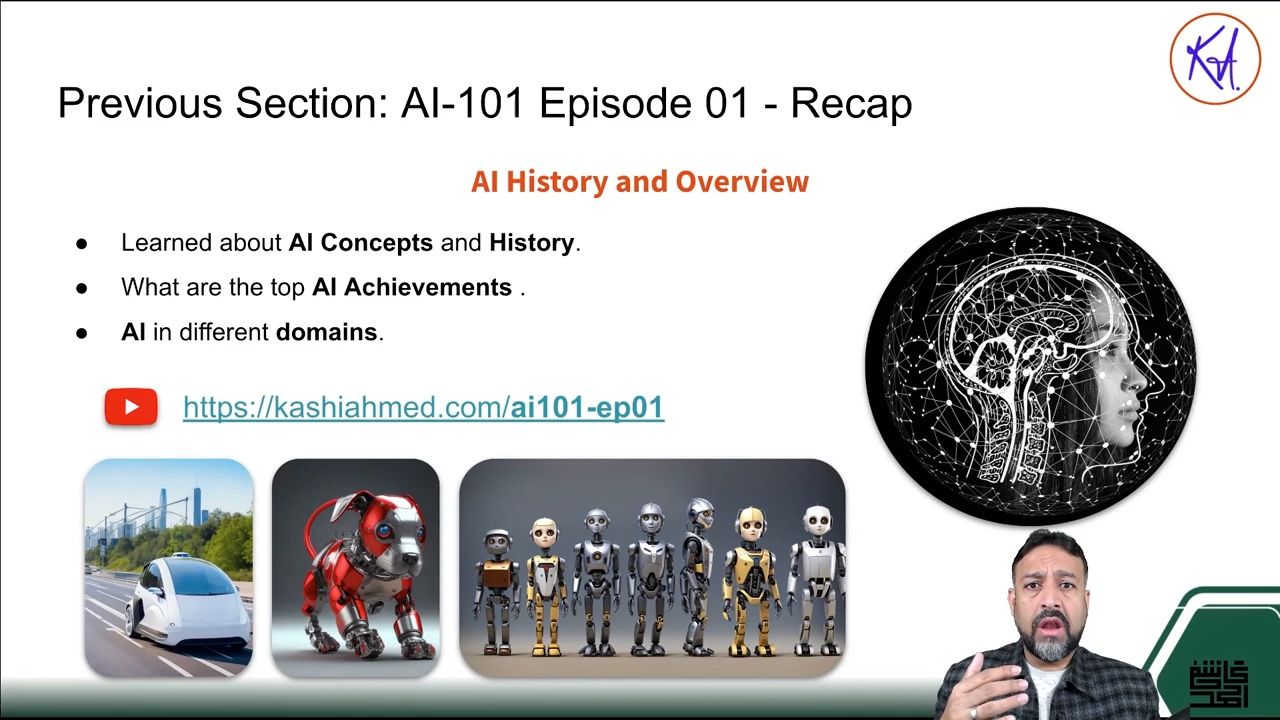 Previous Section: AI-101 Episode 01 - Recap
AI History and Overview
● Learned about AI Concepts and History.
● What are the top AI Achievements .
● AI in different domains.
https://kashiahmed.com/ai101-ep01
KA.